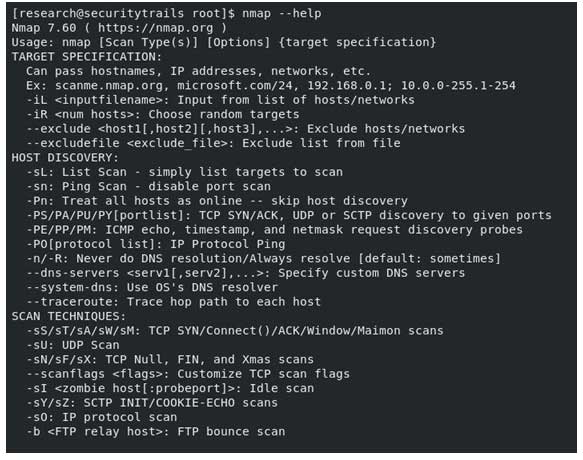 [research@securitytrails root]$ nmap --help
Nmap 7.60 ( https://nmap.org )
Usage: nmap [Scan Type(s)] [Options] {target specification}
TARGET SPECIFICATION:
  Can pass hostnames, IP addresses, networks, etc.
  Ex: scanme.nmap.org, microsoft.com/24, 192.168.0.1; 10.0.0-255.1-254
  -iL <inputfilename>: Input from list of hosts/networks
  -iR <num hosts>: Choose random targets
  --exclude <host1[,host2][,host3],...>: Exclude hosts/networks
  --excludefile <exclude_file>: Exclude list from file
HOST DISCOVERY:
  -sL: List Scan - simply list targets to scan
  -sn: Ping Scan - disable port scan
  -Pn: Treat all hosts as online -- skip host discovery
  -PS/PA/PU/PY[portlist]: TCP SYN/ACK, UDP or SCTP discovery to given ports
  -PE/PP/PM: ICMP echo, timestamp, and netmask request discovery probes
  -PO[protocol list]: IP Protocol Ping
  -n/-R: Never do DNS resolution/Always resolve [default: sometimes]
  --dns-servers <serv1[,serv2],...>: Specify custom DNS servers
  --system-dns: Use OS's DNS resolver
  --traceroute: Trace hop path to each host
SCAN TECHNIQUES:
  -sS/sT/sA/sW/sM: TCP SYN/Connect()/ACK/Window/Maimon scans
  -sU: UDP Scan
  -sN/sF/sX: TCP Null, FIN, and Xmas scans
  --scanflags <flags>: Customize TCP scan flags
  -sI <zombie host[:probeport]>: Idle scan
  -sY/sZ: SCTP INIT/COOKIE-ECHO scans
  -sO: IP protocol scan
  -b <FTP relay host>: FTP bounce scan